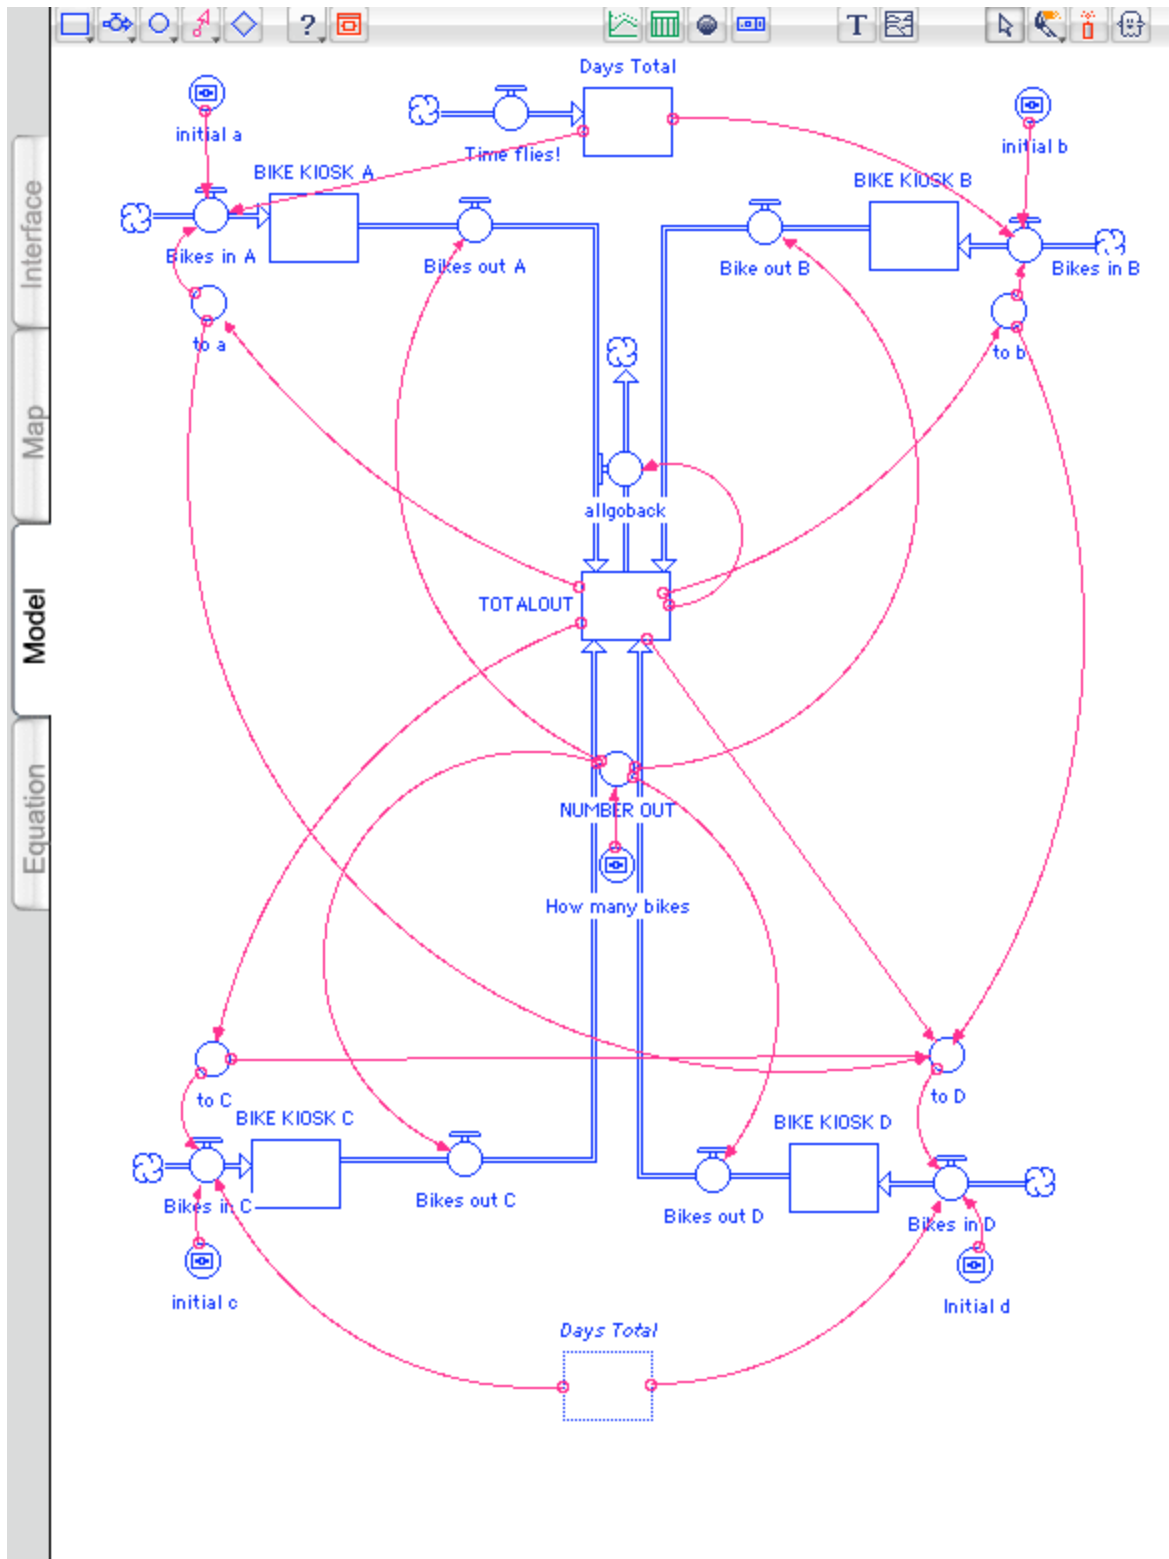 ?
T
Interface
Map
Model
Equation
Days Total
initial a
Time flies!
initial b
BIKE KIOSK A
BIKE KIOSK B
Bikes in A
Bikes out A
Bike out B
Bikes in B
to a
to b
allgoback
TOTALOUT
NUMBER OUT
How many bikes
to C
to D
BIKE KIOSK C
BIKE KIOSK D
Bikes in C
Bikes out C
Bikes out D
Bikes in D
initial c
Initial d
Days Total